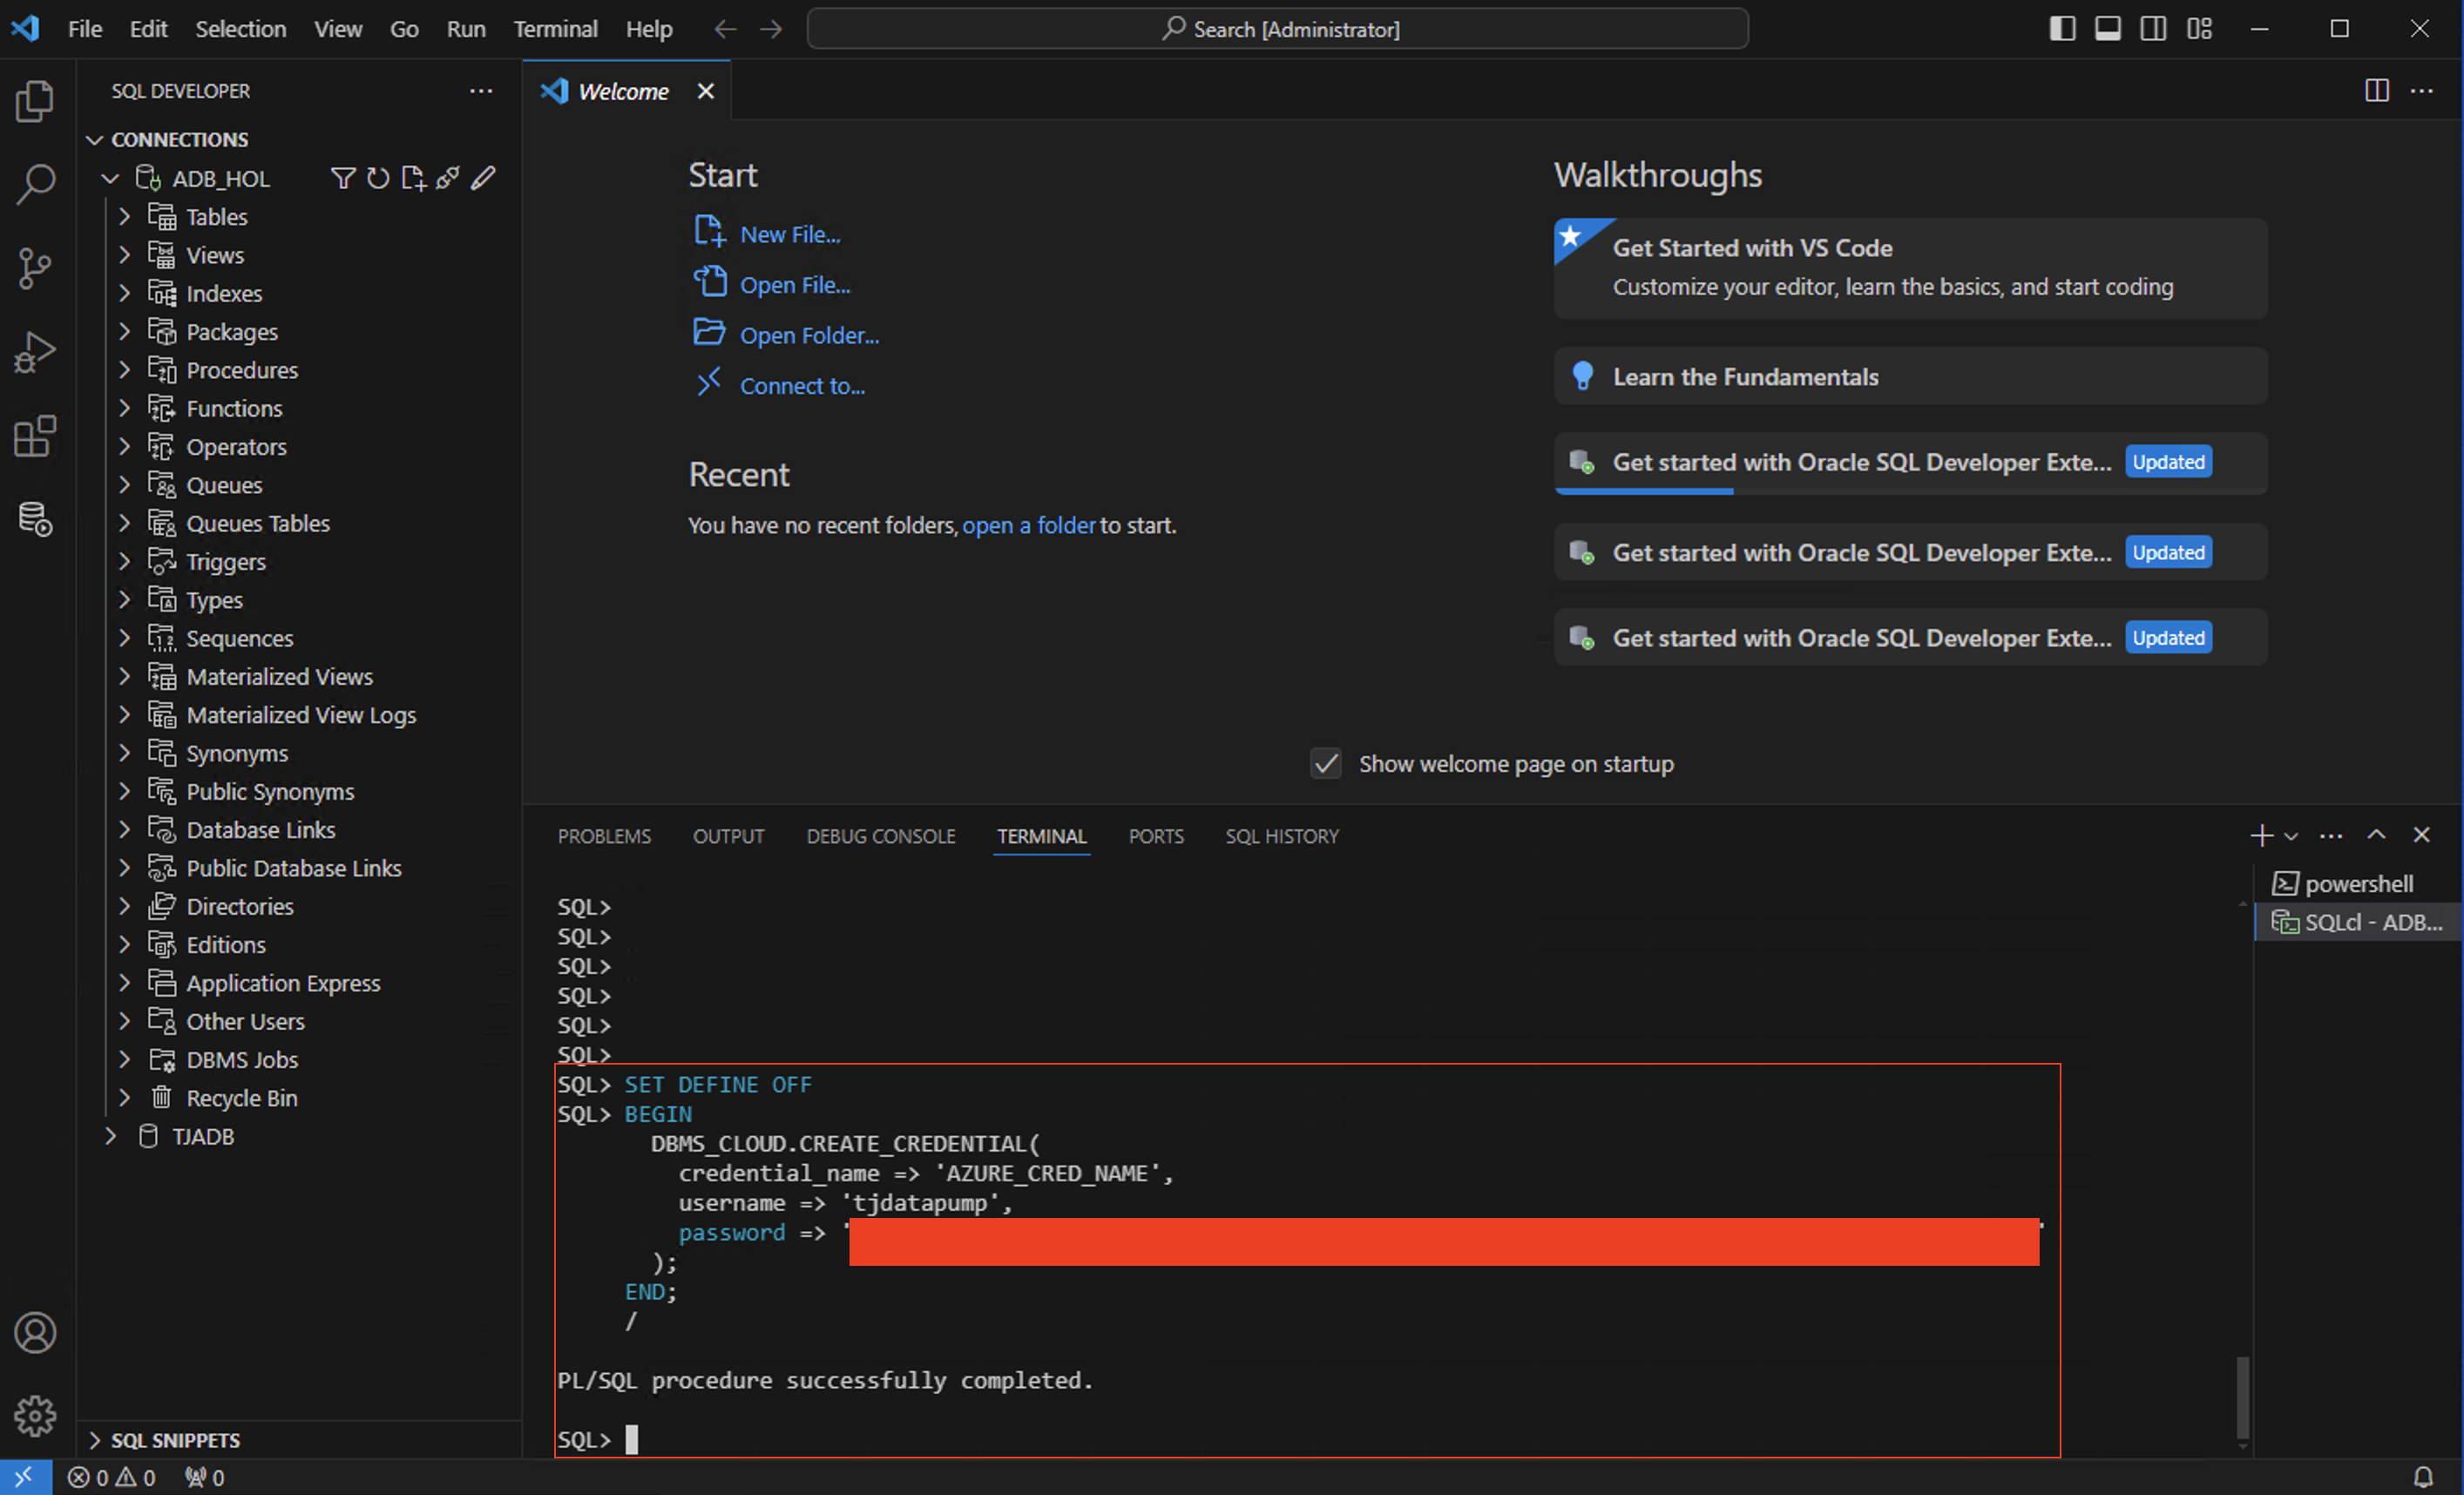 File Edit Selection View Go Run Terminal Help
Search [Administrator]
SQL DEVELOPER
CONNECTIONS
ADB_HOL
Tables
Views
Indexes
Packages
Procedures
Functions
Operators
Queues
Queues Tables
Triggers
Types
Sequences
Materialized Views
Materialized View Logs
Synonyms
Public Synonyms
Database Links
Public Database Links
Directories
Editions
Application Express
Other Users
DBMS Jobs
Recycle Bin
TJADB
SQL SNIPPETS
Welcome
Start
New File...
Open File...
Open Folder...
Connect to...
Recent
You have no recent folders, open a folder to start.
Walkthroughs
Get Started with VS Code
Customize your editor, learn the basics, and start coding
Learn the Fundamentals
Get started with Oracle SQL Developer Exte... Updated
Get started with Oracle SQL Developer Exte... Updated
Get started with Oracle SQL Developer Exte... Updated
Show welcome page on startup
PROBLEMS OUTPUT DEBUG CONSOLE TERMINAL PORTS SQL HISTORY
powershell
SQLcl - ADB...
SQL>
SQL>
SQL>
SQL>
SQL>
SQL>
SQL> SET DEFINE OFF
SQL> BEGIN
DBMS_CLOUD.CREATE_CREDENTIAL(
credential_name => 'AZURE_CRED_NAME',
username => 'tjdatapump',
password => ' '
);
END;
/
PL/SQL procedure successfully completed.
SQL>
0 0 0